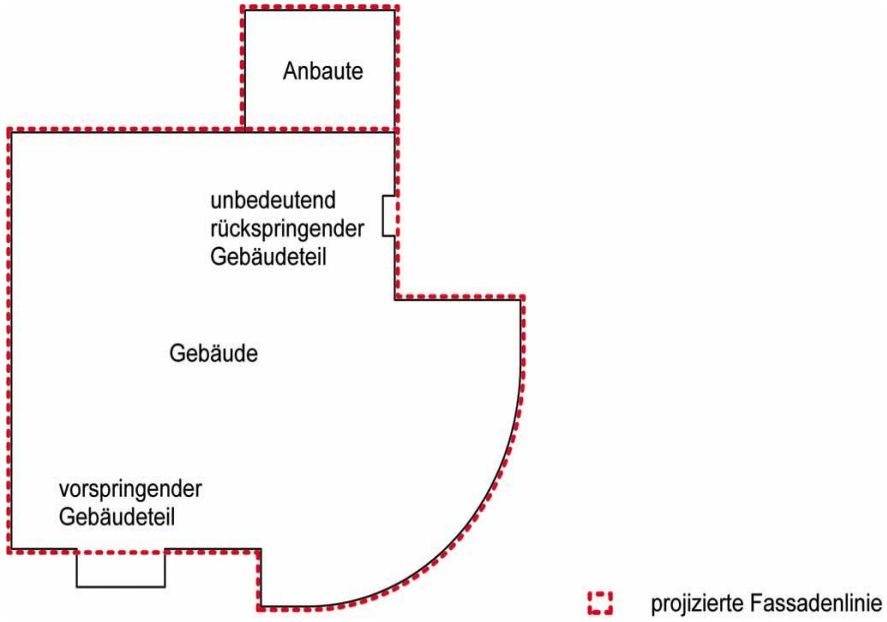 Anbaute
unbedeutend
rückspringender
Gebäudeteil
Gebäude
vorspringender
Gebäudeteil
projizierte Fassadenlinie